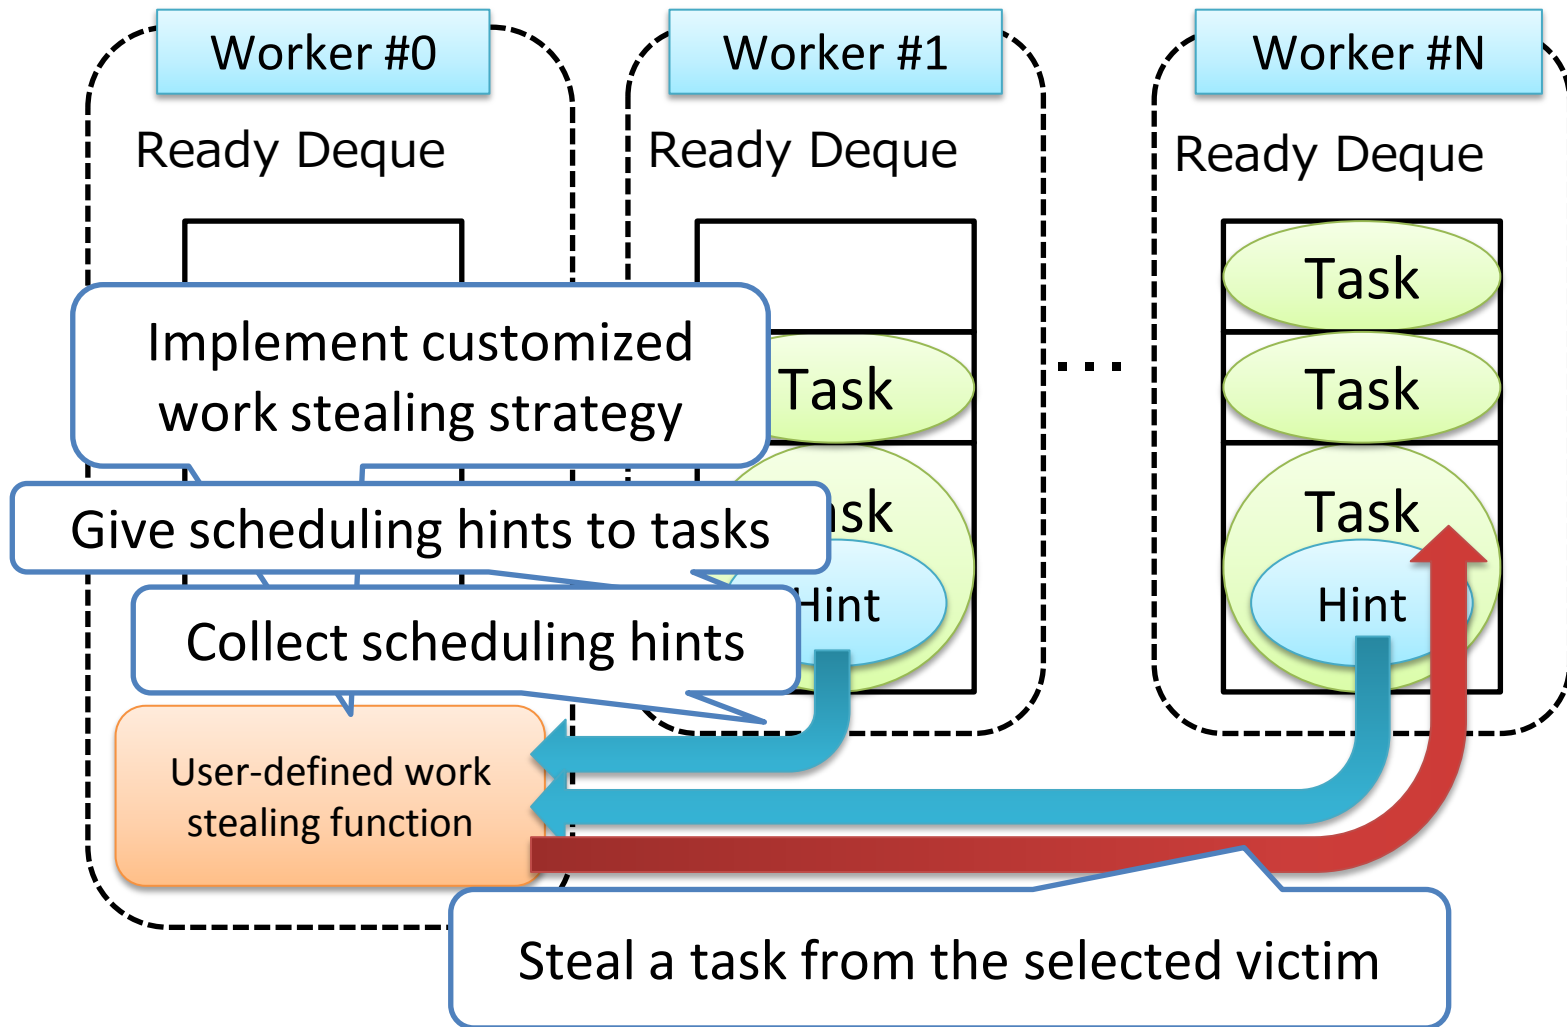 Worker #0
Worker #1
Worker #N
Ready Deque
Ready Deque
Ready Deque
Task
Implement customized
work stealing strategy
Task
...
Task
Give scheduling hints to tasks
Task
Hint
Hint
Collect scheduling hints
User-defined work
stealing function
Steal a task from the selected victim